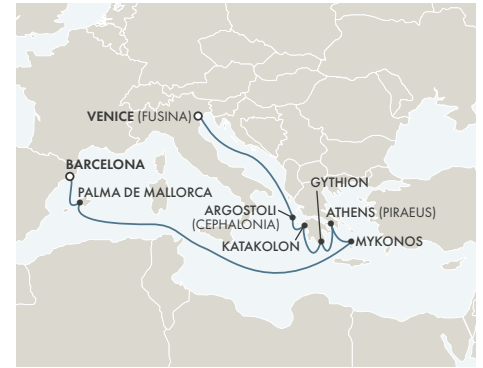 VENICE (FUSINA)
BARCELONA
PALMA DE MALLORCA
GYTHION
ARGOSTOLI
(CEPHALONIA)
ATHENS (PIRAEUS)
KATAKOLON
MYKONOS